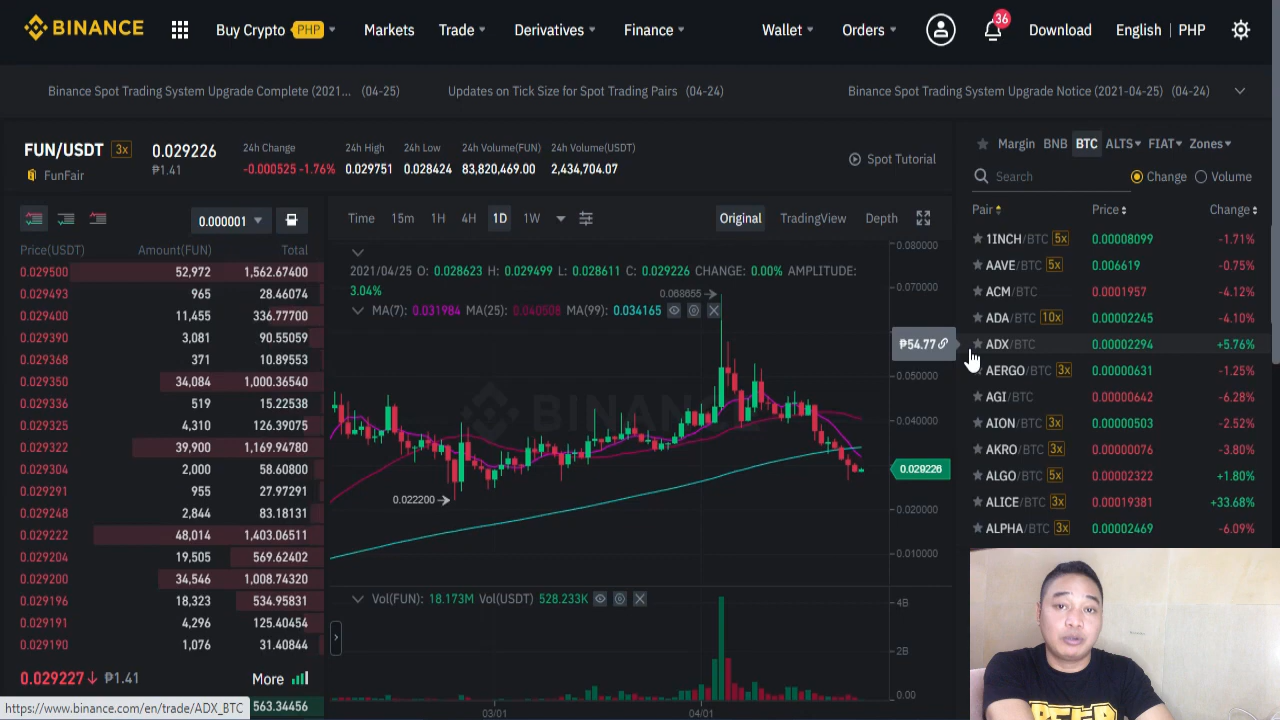 BINANCE
Buy Crypto PHP Markets Trade Derivatives Finance Wallet Orders 36 Download English | PHP
Binance Spot Trading System Upgrade Complete (2021... (04-25) Updates on Tick Size for Spot Trading Pairs (04-24) Binance Spot Trading System Upgrade Notice (2021-04-25) (04-24)
FUN/USDT 3x
FunFair
0.029226
₱1.41
24h Change
-0.000525 -1.76%
24h High
0.029751
24h Low
0.028424
24h Volume(FUN)
83,820,469.00
24h Volume(USDT)
2,434,704.07
Spot Tutorial
0.000001
Price(USDT) Amount(FUN) Total
0.029500 52,972 1,562.67400
0.029493 965 28.46074
0.029400 11,455 336.77700
0.029390 3,081 90.55059
0.029368 371 10.89553
0.029350 34,084 1,000.36540
0.029336 519 15.22538
0.029325 4,310 126.39075
0.029322 39,900 1,169.94780
0.029304 2,000 58.60800
0.029291 955 27.97291
0.029248 2,844 83.18131
0.029222 48,014 1,403.06511
0.029204 19,505 569.62402
0.029200 34,546 1,008.74320
0.029196 18,323 534.95831
0.029191 4,296 125.40454
0.029190 1,076 31.40844
0.029227 ₱1.41 More
563.34456
https://www.binance.com/en/trade/ADX_BTC
Time 15m 1H 4H 1D 1W Original TradingView Depth
2021/04/25 O: 0.028623 H: 0.029499 L: 0.028611 C: 0.029226 CHANGE: 0.00% AMPLITUDE:
3.04%
MA(7): 0.031984 MA(25): 0.040508 MA(99): 0.034165
0.068655
0.022200
BINANCE
0.080000
0.070000
0.050000
0.040000
0.029226
0.020000
0.010000
Vol(FUN): 18.173M Vol(USDT) 528.233K
4B
2B
0.00
03/01 04/01
₱54.77
Margin BNB BTC ALTS FIAT Zones
Search Change Volume
Pair Price Change
1INCH/BTC 5x 0.00008099 -1.71%
AAVE/BTC 5x 0.006619 -0.75%
ACM/BTC 0.0001957 -4.12%
ADA/BTC 10x 0.00002245 -4.10%
ADX/BTC 0.00002294 +5.76%
AERGO/BTC 3x 0.00000631 -1.25%
AGI/BTC 0.00000642 -6.28%
AION/BTC 3x 0.00000503 -2.52%
AKRO/BTC 3x 0.00000076 -3.80%
ALGO/BTC 5x 0.00002322 +1.80%
ALICE/BTC 3x 0.00019381 +33.68%
ALPHA/BTC 3x 0.00002469 -6.09%